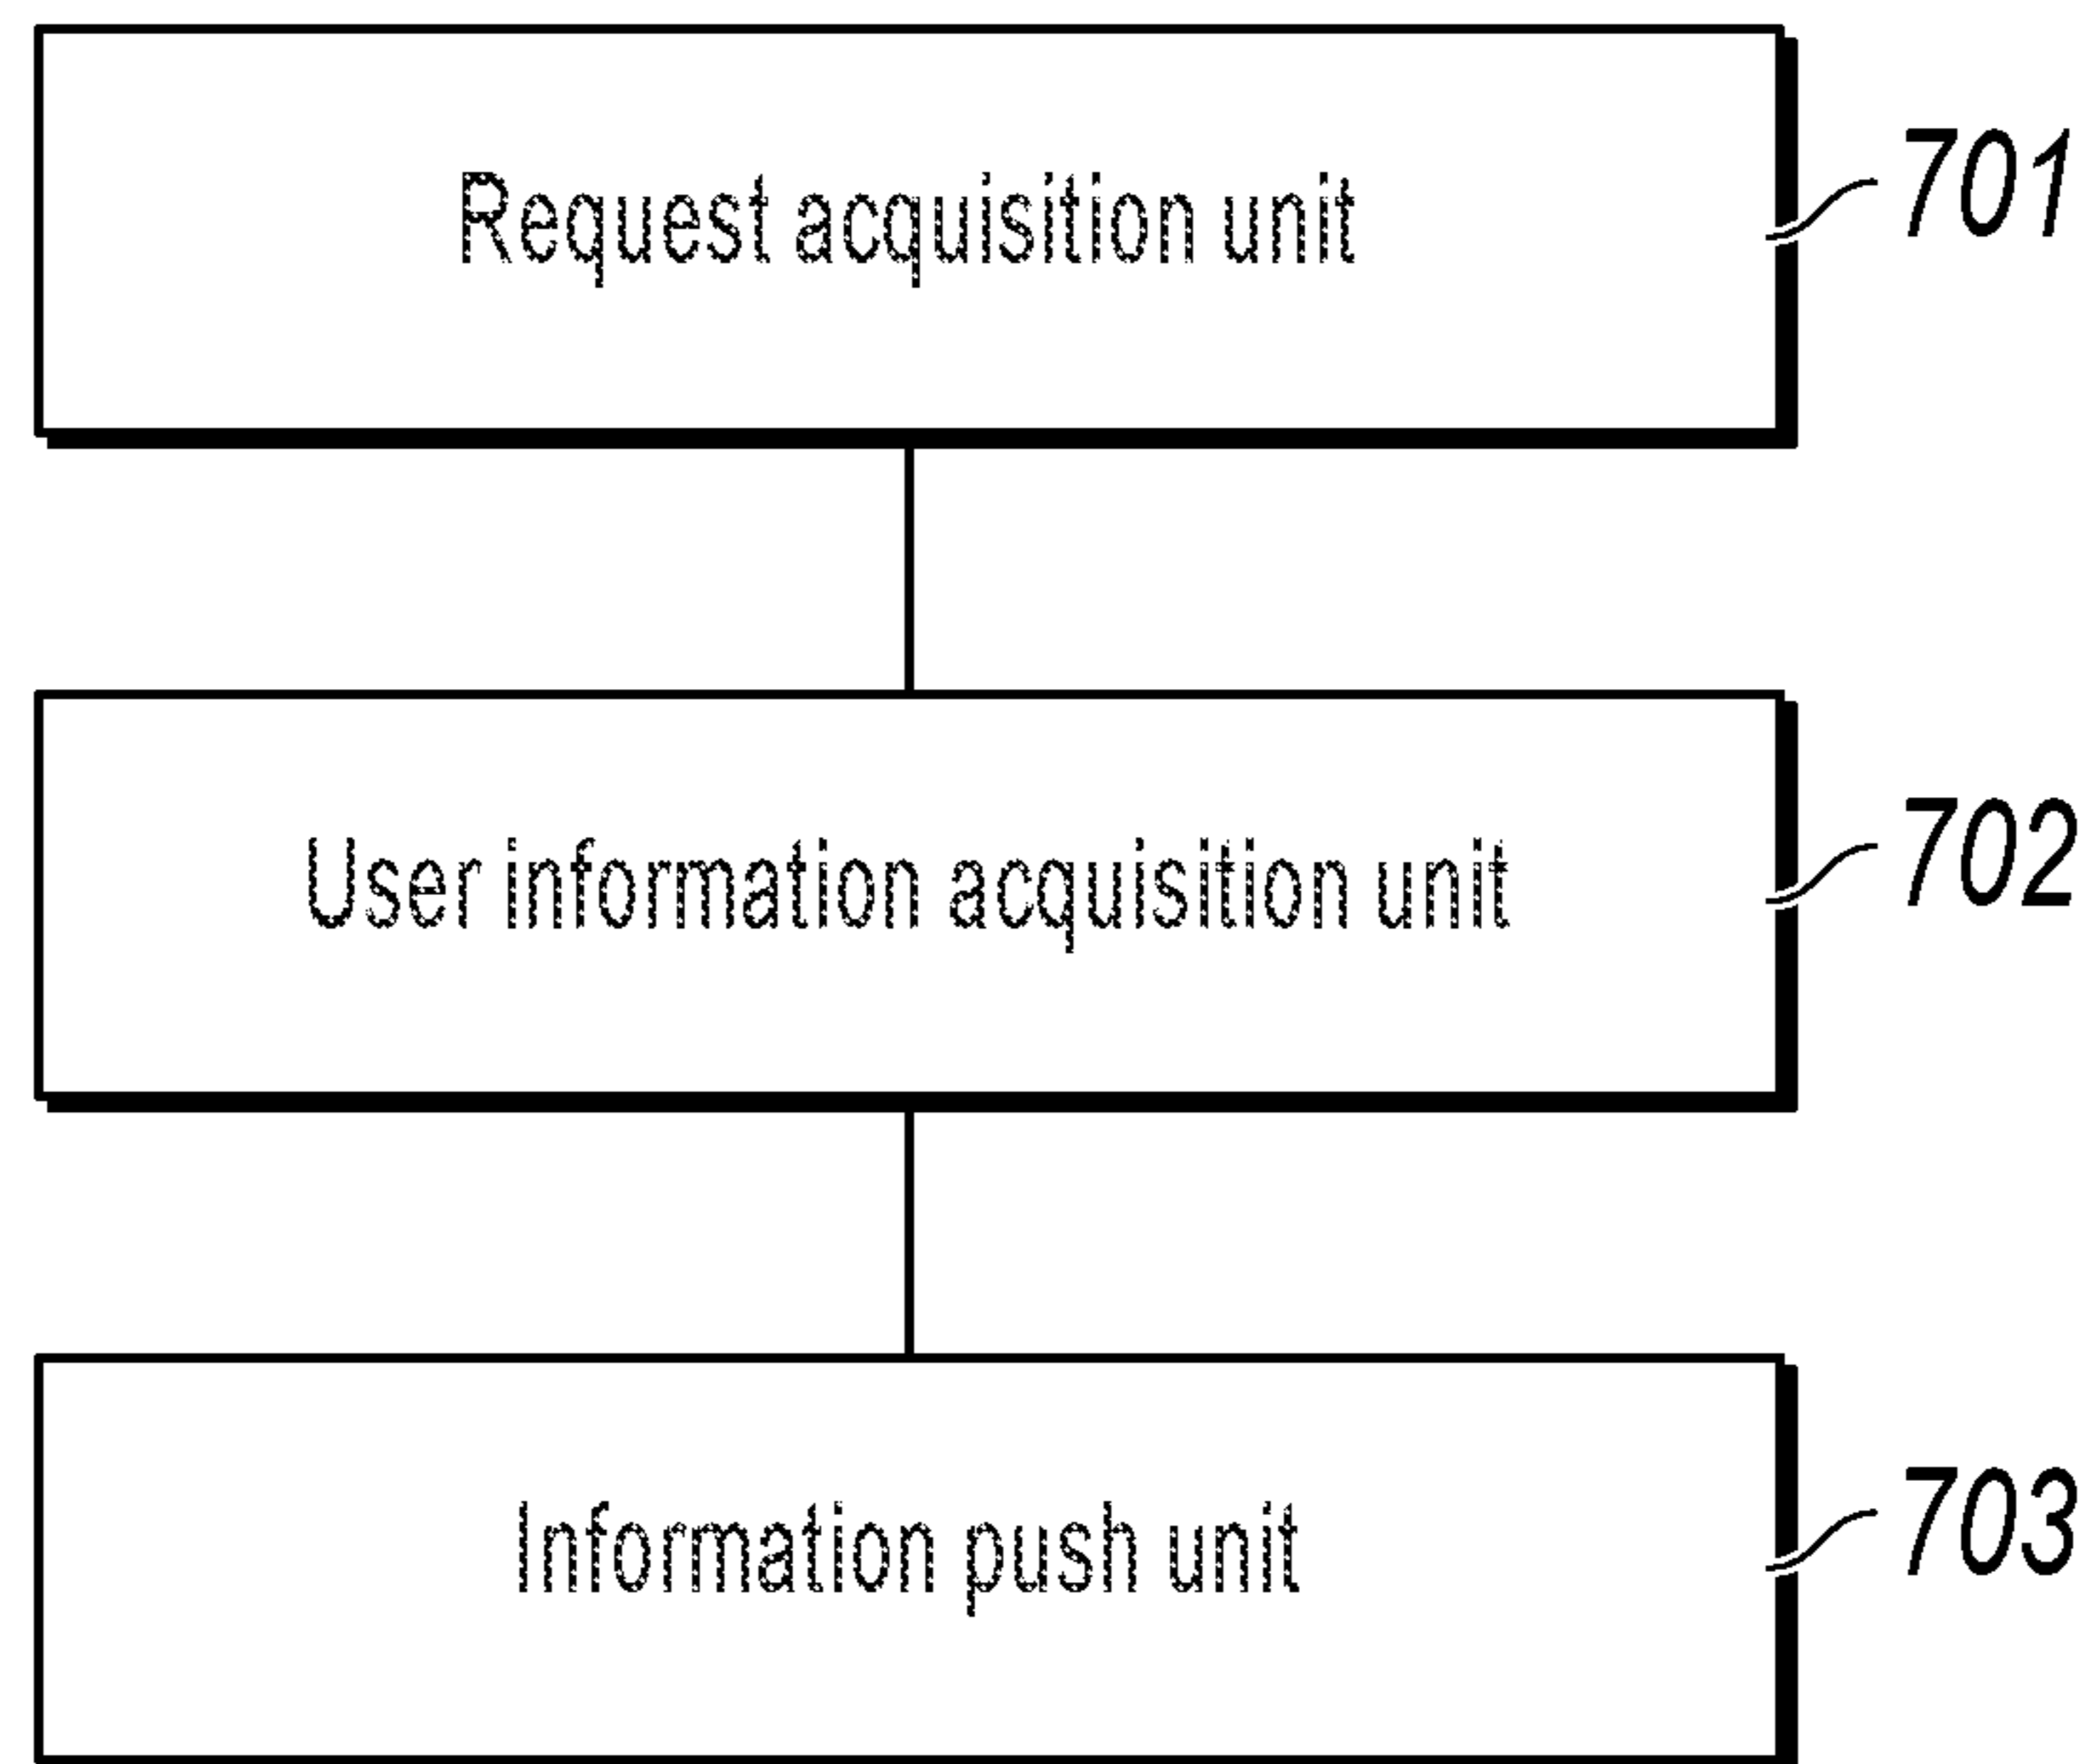 Request acquisition unit 701
User information acquisition unit 702
Information push unit 703